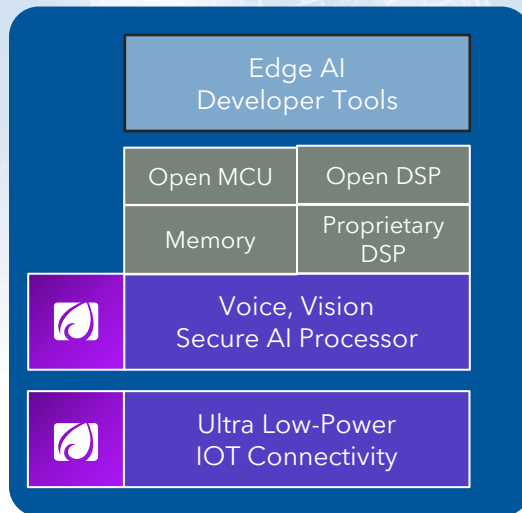 Edge AI
Developer Tools
Open MCU
Open DSP
Memory
Proprietary
DSP
Voice, Vision
Secure AI Processor
Ultra Low-Power
IOT Connectivity